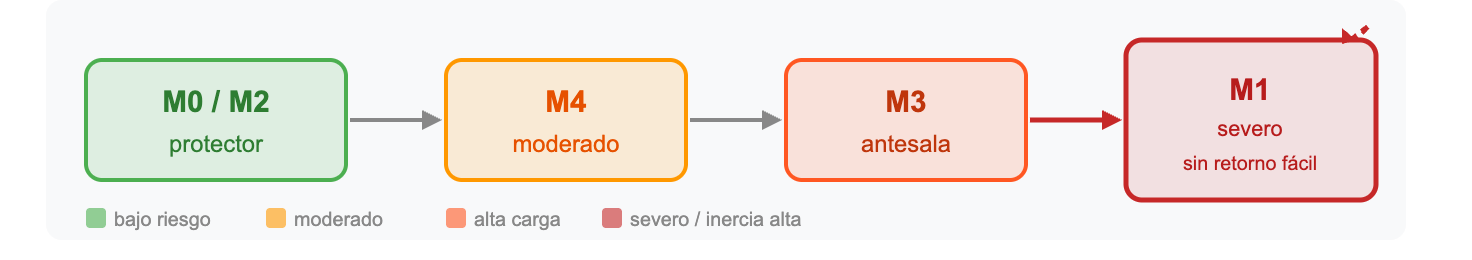 M0 / M2
protector
M4
moderado
M3
antesala
M1
severo
sin retorno fácil
bajo riesgo
moderado
alta carga
severo / inercia alta